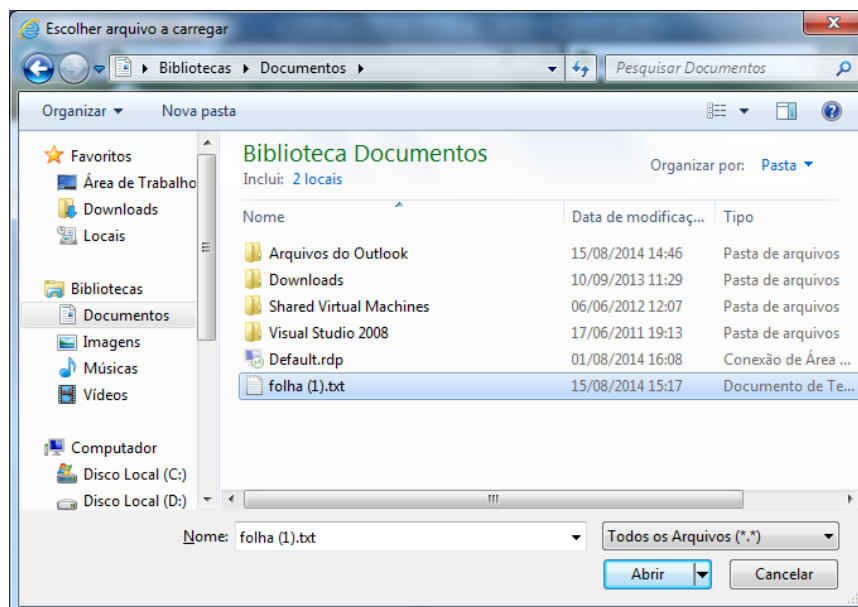 Escolher arquivo a carregar
Bibliotecas Documentos Pesquisar Documentos
Organizar Nova pasta
Favoritos
Área de Trabalho
Downloads
Locais
Bibliotecas
Documentos
Imagens
Músicas
Vídeos
Computador
Disco Local (C:)
Disco Local (D:)
Biblioteca Documentos
Inclui: 2 locais
Organizar por: Pasta
Nome Data de modificaç... Tipo
Arquivos do Outlook 15/08/2014 14:46 Pasta de arquivos
Downloads 10/09/2013 11:29 Pasta de arquivos
Shared Virtual Machines 06/06/2012 12:07 Pasta de arquivos
Visual Studio 2008 17/06/2011 19:13 Pasta de arquivos
Default.rdp 01/08/2014 16:08 Conexão de Área ...
folha (1).txt 15/08/2014 15:17 Documento de Te...
Nome: folha (1).txt Todos os Arquivos (*.*)
Abrir Cancelar